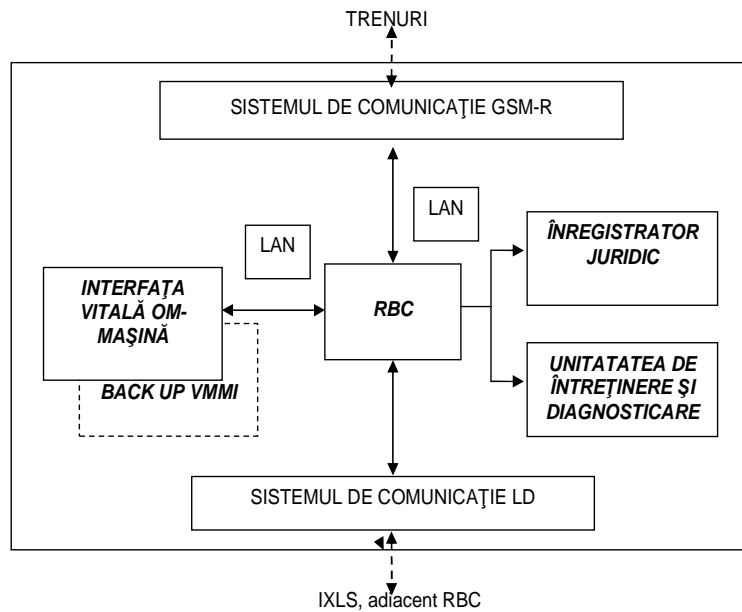 TRENURI
SISTEMUL DE COMUNICAŢIE GSM-R
LAN
LAN
ÎNREGISTRATOR
JURIDIC
INTERFAŢA
VITALĂ OM-
MAŞINĂ
RBC
BACK UP VMMI
UNITATATEA DE
ÎNTREŢINERE ŞI
DIAGNOSTICARE
SISTEMUL DE COMUNICAŢIE LD
IXLS, adiacent RBC